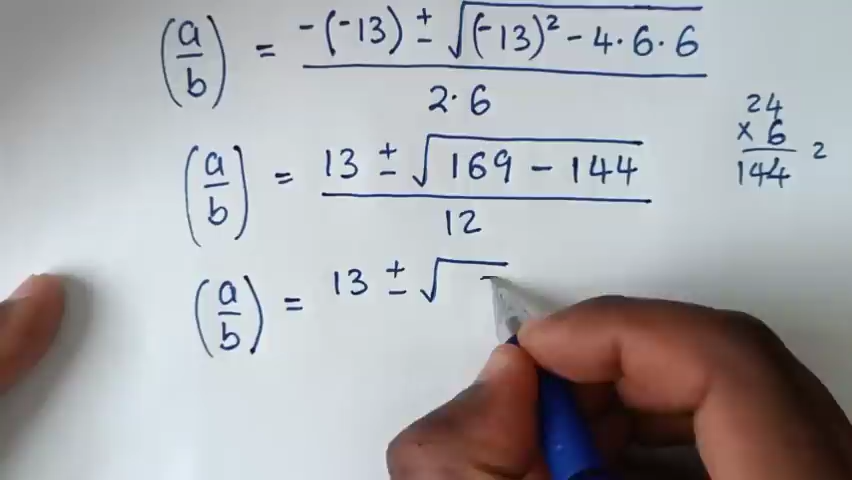 (a/b) = -(-13) ± √(-13)² - 4·6·6 / 2·6
24
× 6
144 2
(a/b) = 13 ± √169 - 144 / 12
(a/b) = 13 ± √